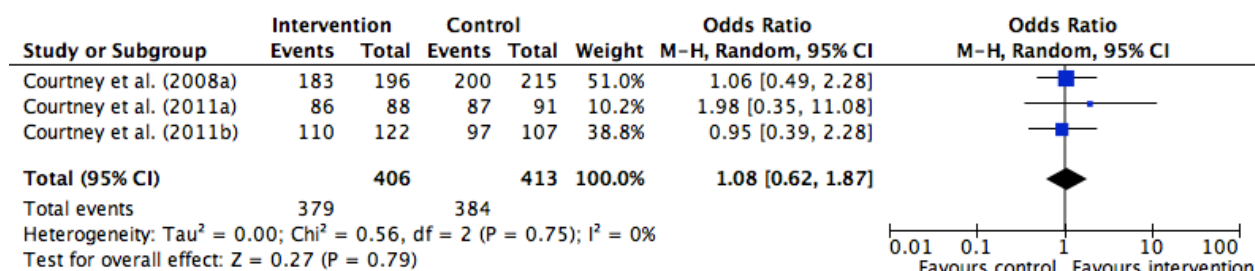 Intervention Control Odds Ratio Odds Ratio
Study or Subgroup Events Total Events Total Weight M-H, Random, 95% CI M-H, Random, 95% CI
Courtney et al. (2008a) 183 196 200 215 51.0% 1.06 [0.49, 2.28]
Courtney et al. (2011a) 86 88 87 91 10.2% 1.98 [0.35, 11.08]
Courtney et al. (2011b) 110 122 97 107 38.8% 0.95 [0.39, 2.28]
Total (95% CI) 406 413 100.0% 1.08 [0.62, 1.87]
Total events 379 384
Heterogeneity: Tau² = 0.00; Chi² = 0.56, df = 2 (P = 0.75); I² = 0%
Test for overall effect: Z = 0.27 (P = 0.79)
0.01 0.1 1 10 100
Favours control Favours intervention